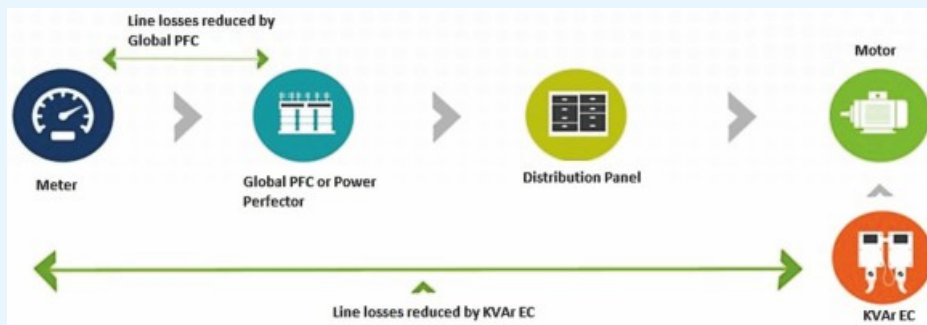 Line losses reduced by
Global PFC
Motor
Meter
Global PFC or Power
Perfector
Distribution Panel
Line losses reduced by KVAr EC
KVAr EC